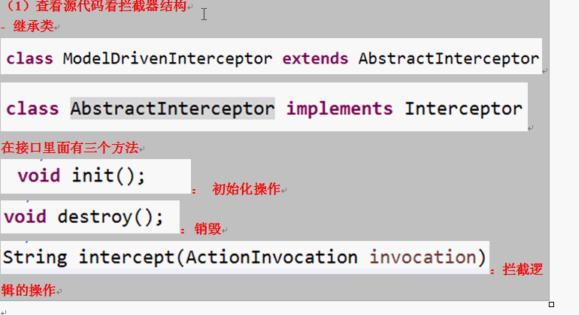 （1）查看源代码看拦截器结构
- 继承类
class ModelDrivenInterceptor extends AbstractInterceptor
class AbstractInterceptor implements Interceptor
在接口里面有三个方法
void init(); ： 初始化操作
void destroy(); ：销毁
String intercept(ActionInvocation invocation) ：拦截逻
辑的操作